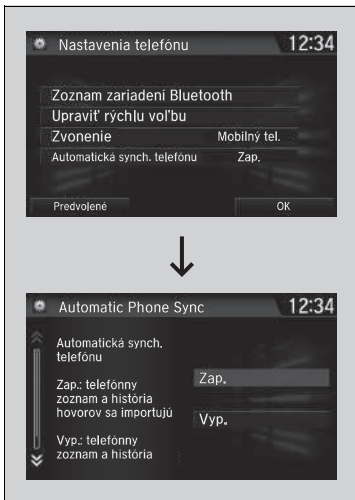 Nastavenia telefónu 12:34
Zoznam zariadení Bluetooth
Upraviť rýchlu voľbu
Zvonenie Mobilný tel.
Automatická synch. telefónu Zap.
Predvolené OK
Automatic Phone Sync 12:34
Automatická synch.
telefónu
Zap.: telefónny
zoznam a história
hovorov sa importujú
Vyp.: telefónny
zoznam a história
Zap.
Vyp.